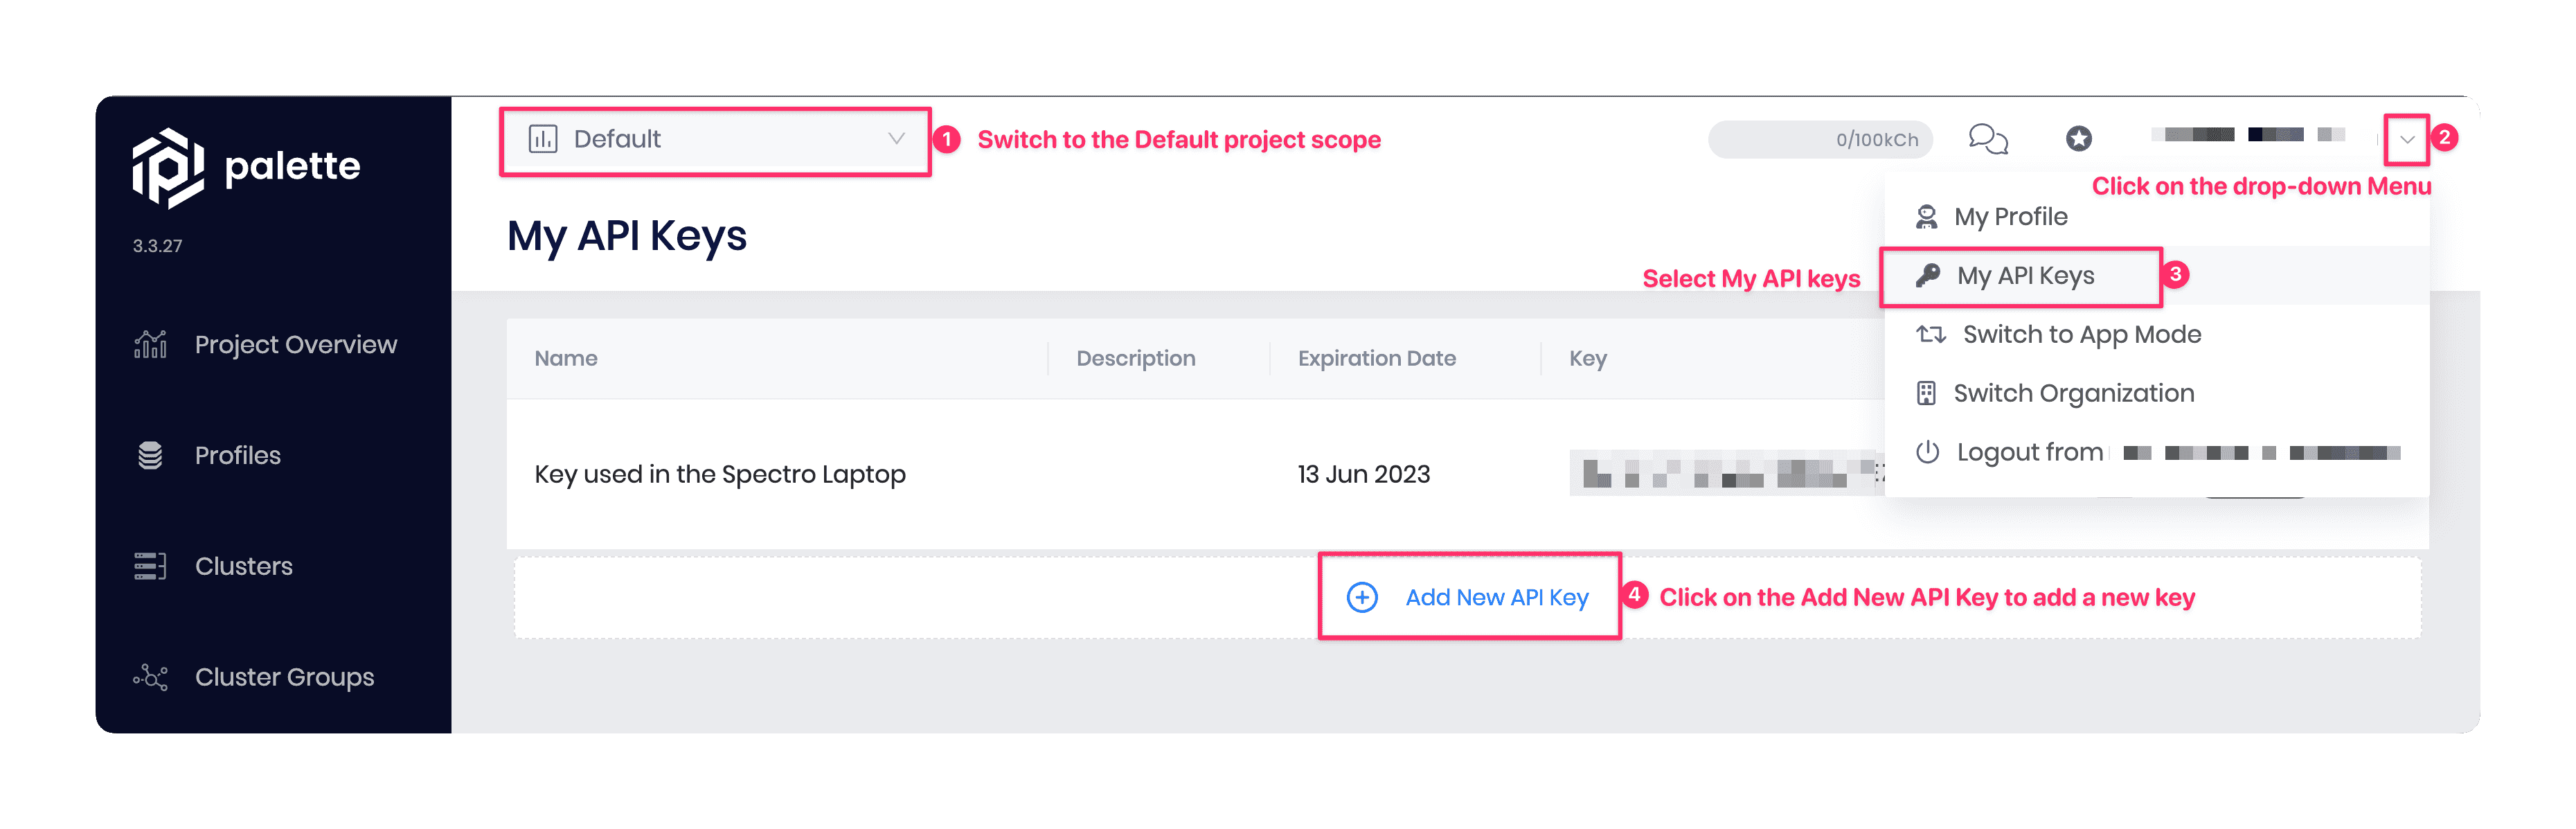 palette
3.3.27
Project Overview
Profiles
Clusters
Cluster Groups
Default
1 Switch to the Default project scope
0/100kCh
2
Click on the drop-down Menu
My API Keys
My Profile
Select My API keys
My API Keys 3
Switch to App Mode
Switch Organization
Logout from
Name Description Expiration Date Key
Key used in the Spectro Laptop 13 Jun 2023
Add New API Key 4 Click on the Add New API Key to add a new key